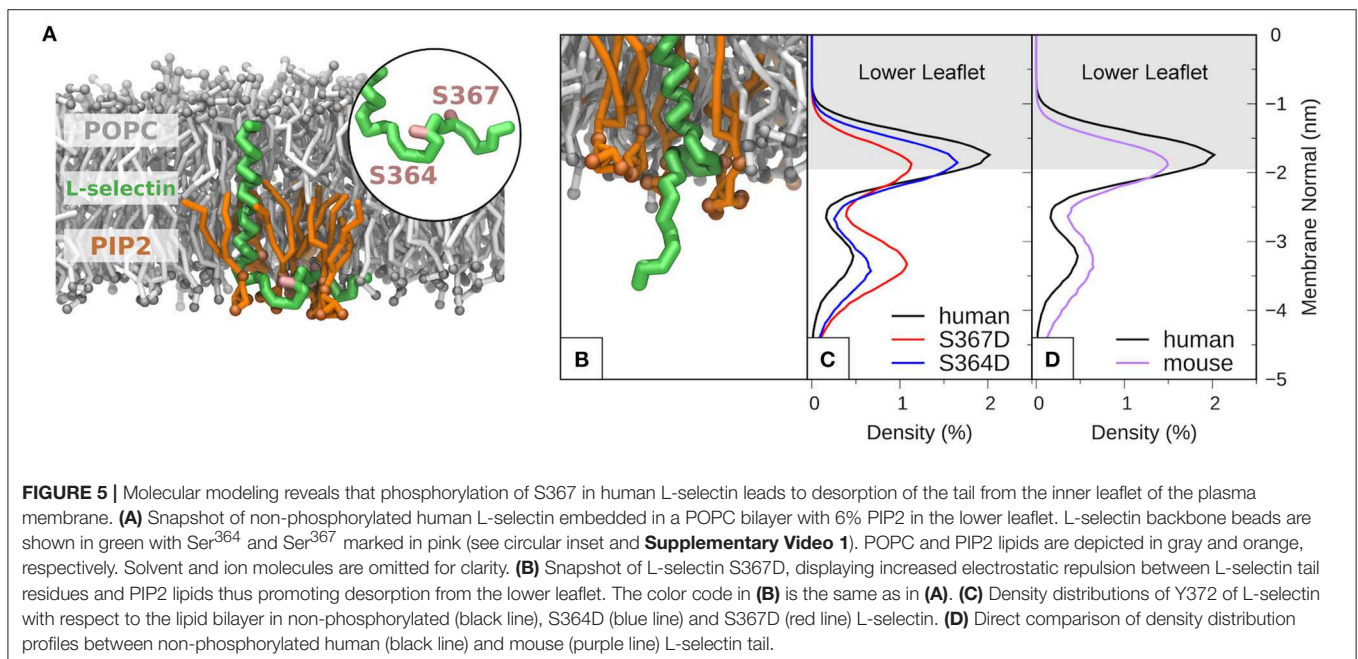 A
POPC
L-selectin
PIP2
S367
S364
B
C
Lower Leaflet
human
S367D
S364D
0
1
2
Density (%)
D
Lower Leaflet
human
mouse
0
1
2
Density (%)
0
−1
−2
−3
−4
−5
Membrane Normal (nm)
FIGURE 5 | Molecular modeling reveals that phosphorylation of S367 in human L-selectin leads to desorption of the tail from the inner leaflet of the plasma
membrane. (A) Snapshot of non-phosphorylated human L-selectin embedded in a POPC bilayer with 6% PIP2 in the lower leaflet. L-selectin backbone beads are
shown in green with Ser364 and Ser367 marked in pink (see circular inset and Supplementary Video 1). POPC and PIP2 lipids are depicted in gray and orange,
respectively. Solvent and ion molecules are omitted for clarity. (B) Snapshot of L-selectin S367D, displaying increased electrostatic repulsion between L-selectin tail
residues and PIP2 lipids thus promoting desorption from the lower leaflet. The color code in (B) is the same as in (A). (C) Density distributions of Y372 of L-selectin
with respect to the lipid bilayer in non-phosphorylated (black line), S364D (blue line) and S367D (red line) L-selectin. (D) Direct comparison of density distribution
profiles between non-phosphorylated human (black line) and mouse (purple line) L-selectin tail.